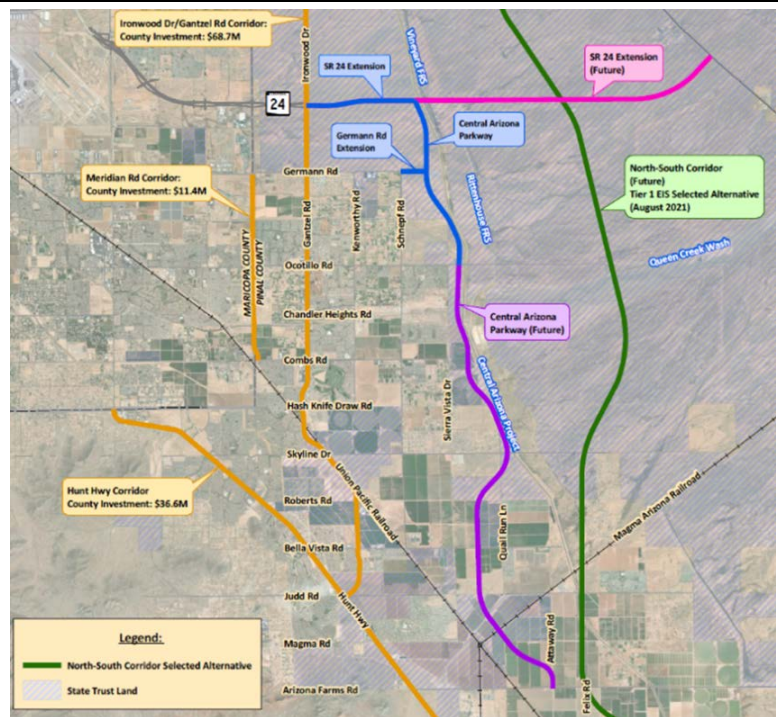 Ironwood Dr/Gantzel Rd Corridor:
County Investment: $68.7M
Ironwood Dr
Vineyard FRS
SR 24 Extension
SR 24 Extension
(Future)
24
Central Arizona
Parkway
Germann Rd
Extension
Meridian Rd Corridor:
County Investment: $11.4M
Germann Rd
North-South Corridor
(Future)
Tier 1 EIS Selected Alternative
(August 2021)
Gantzel Rd
Kenworthy Rd
Schnepf Rd
Rittenhouse FRS
MARICOPA COUNTY
PINAL COUNTY
Queen Creek Wash
Ocotillo Rd
Chandler Heights Rd
Central Arizona
Parkway (Future)
Combs Rd
Central Arizona Project
Sierra Vista Dr
Hash Knife Draw Rd
Skyline Dr
Union Pacific Railroad
Hunt Hwy Corridor
County Investment: $36.6M
Roberts Rd
Quail Run Ln
Magma Arizona Railroad
Bella Vista Rd
Judd Rd
Hunt Hwy
Attaway Rd
Legend:
Magma Rd
North-South Corridor Selected Alternative
Felix Rd
State Trust Land
Arizona Farms Rd